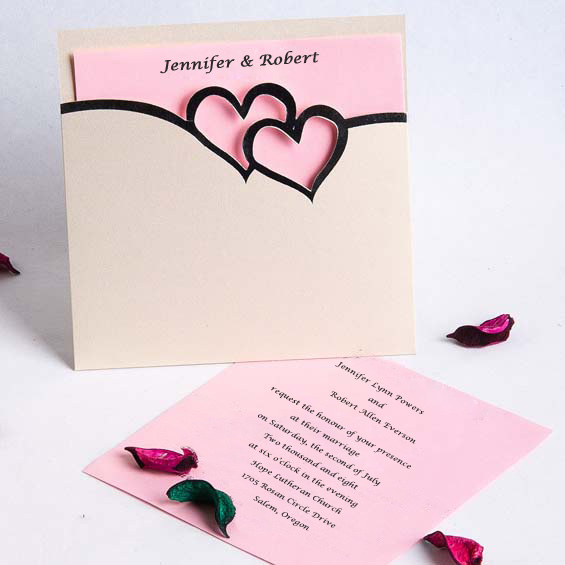 Jennifer & Robert
Jennifer Lynn Powers
and
Robert Allen Everson
request the honour of your presence
at their marriage
on Saturday, the second of July
Two thousand and eight
at six o'clock in the evening
Hope Lutheran Church
1705 Rosan Circle Drive
Salem, Oregon